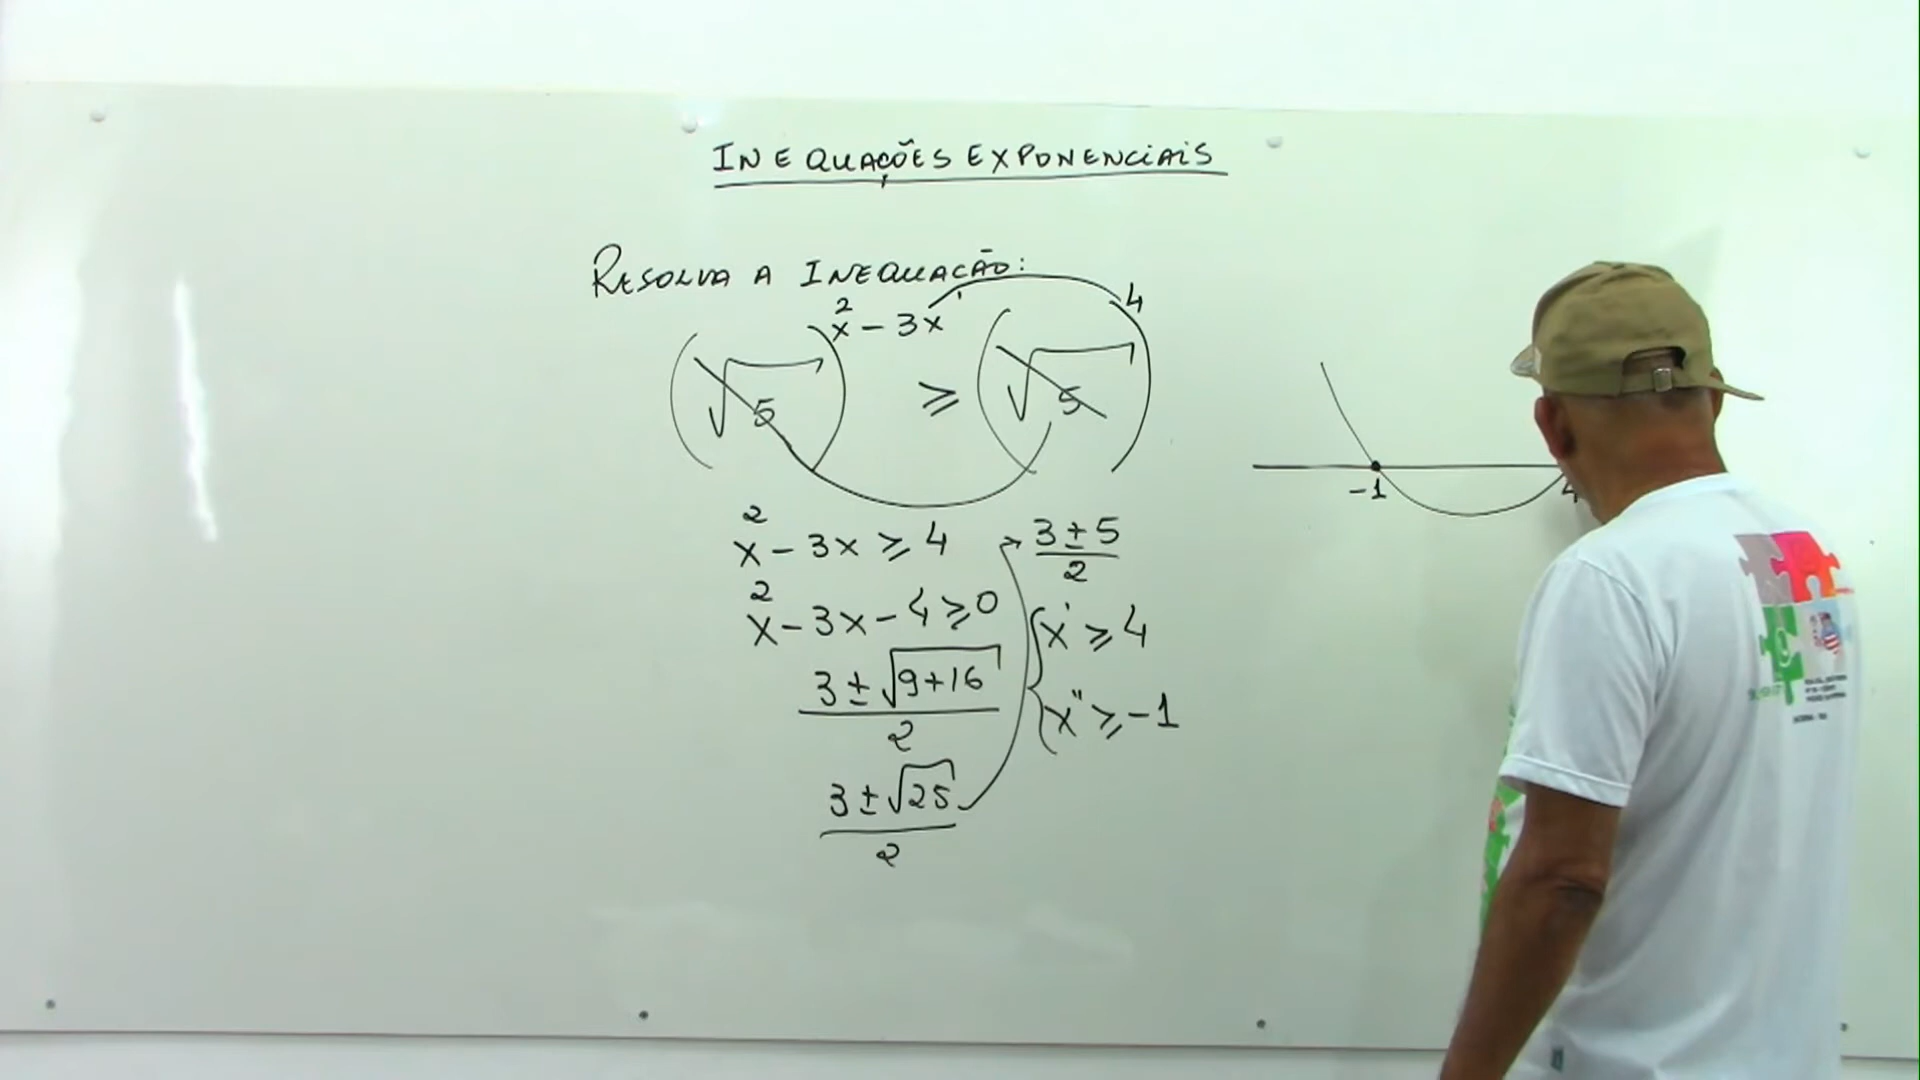 INEQUAÇÕES EXPONENCIAIS
RESOLVA A INEQUAÇÃO:
(√5)^x²-3x ≥ (√5)^4
x² - 3x ≥ 4
x² - 3x - 4 ≥ 0
3 ± √9+16
2
3 ± √25
2
3 ± 5
2
x' ≥ 4
x'' ≥ -1
-1 4